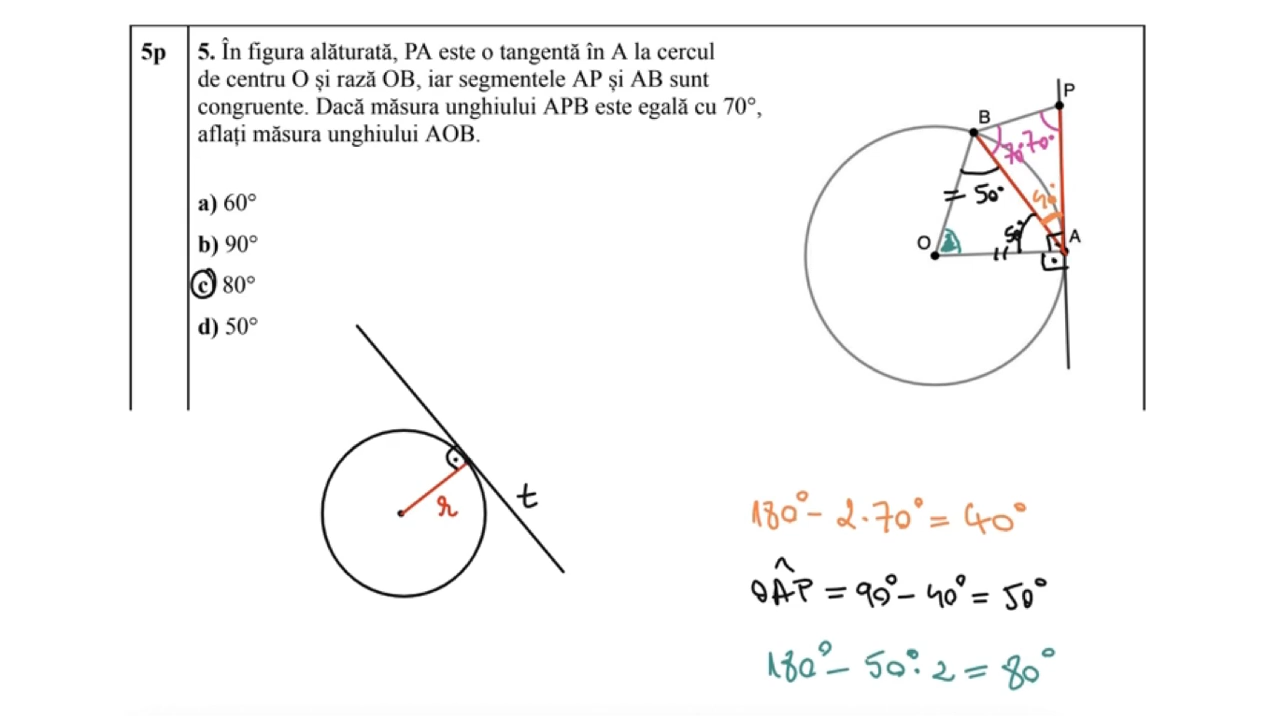 5p
5. În figura alăturată, PA este o tangentă în A la cercul
de centru O și rază OB, iar segmentele AP și AB sunt
congruente. Dacă măsura unghiului APB este egală cu 70°,
aflați măsura unghiului AOB.
a) 60°
b) 90°
c) 80°
d) 50°
P
B
70°
70°
= 50°
40°
50°
A
O
r
t
180° - 2·70° = 40°
OAP = 90° - 40° = 50°
180° - 50°·2 = 80°